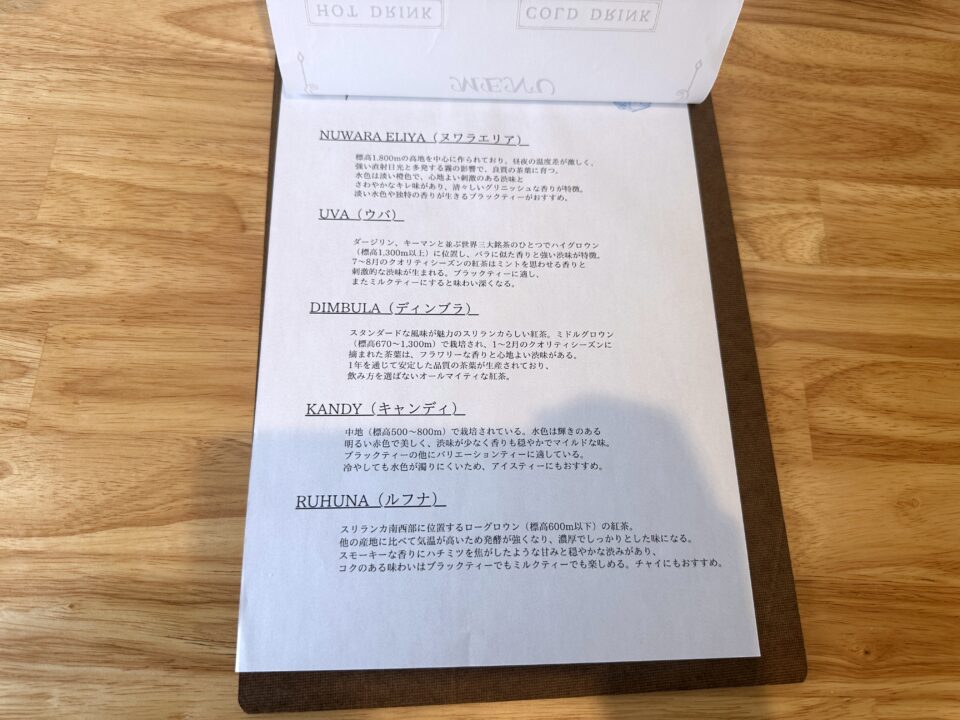 HOT DRINK
COLD DRINK
MENU
NUWARA ELIYA（ヌワラエリア）
標高1,800mの高地を中心に作られており、昼夜の温度差が激しく、
強い直射日光と多発する霧の影響で、良質の茶葉に育つ。
水色は淡い橙色で、心地よい刺激のある渋味と
さわやかなキレ味があり、清々しいグリニッシュな香りが特徴。
淡い水色や独特の香りが生きるブラックティーがおすすめ。
UVA（ウバ）
ダージリン、キーマンと並ぶ世界三大銘茶のひとつでハイグロウン
（標高1,300m以上）に位置し、バラに似た香りと強い渋味が特徴。
7～8月のクオリティシーズンの紅茶はミントを思わせる香りと
刺激的な渋味が生まれる。ブラックティーに適し、
またミルクティーにすると味わい深くなる。
DIMBULA（ディンブラ）
スタンダードな風味が魅力のスリランカらしい紅茶。ミドルグロウン
（標高670～1,300m）で栽培され、1～2月のクオリティシーズンに
摘まれた茶葉は、フラワリーな香りと心地よい渋味がある。
1年を通じて安定した品質の茶葉が生産されており、
飲み方を選ばないオールマイティな紅茶。
KANDY（キャンディ）
中地（標高500～800m）で栽培されている。水色は輝きのある
明るい赤色で美しく、渋味が少なく香りも穏やかでマイルドな味。
ブラックティーの他にバリエーションティーに適している。
冷やしても水色が濁りにくいため、アイスティーにもおすすめ。
RUHUNA（ルフナ）
スリランカ南西部に位置するローグロウン（標高600m以下）の紅茶。
他の産地に比べて気温が高いため発酵が強くなり、濃厚でしっかりとした味になる。
スモーキーな香りにハチミツを焦がしたような甘みと穏やかな渋みがあり、
コクのある味わいはブラックティーでもミルクティーでも楽しめる。チャイにもおすすめ。